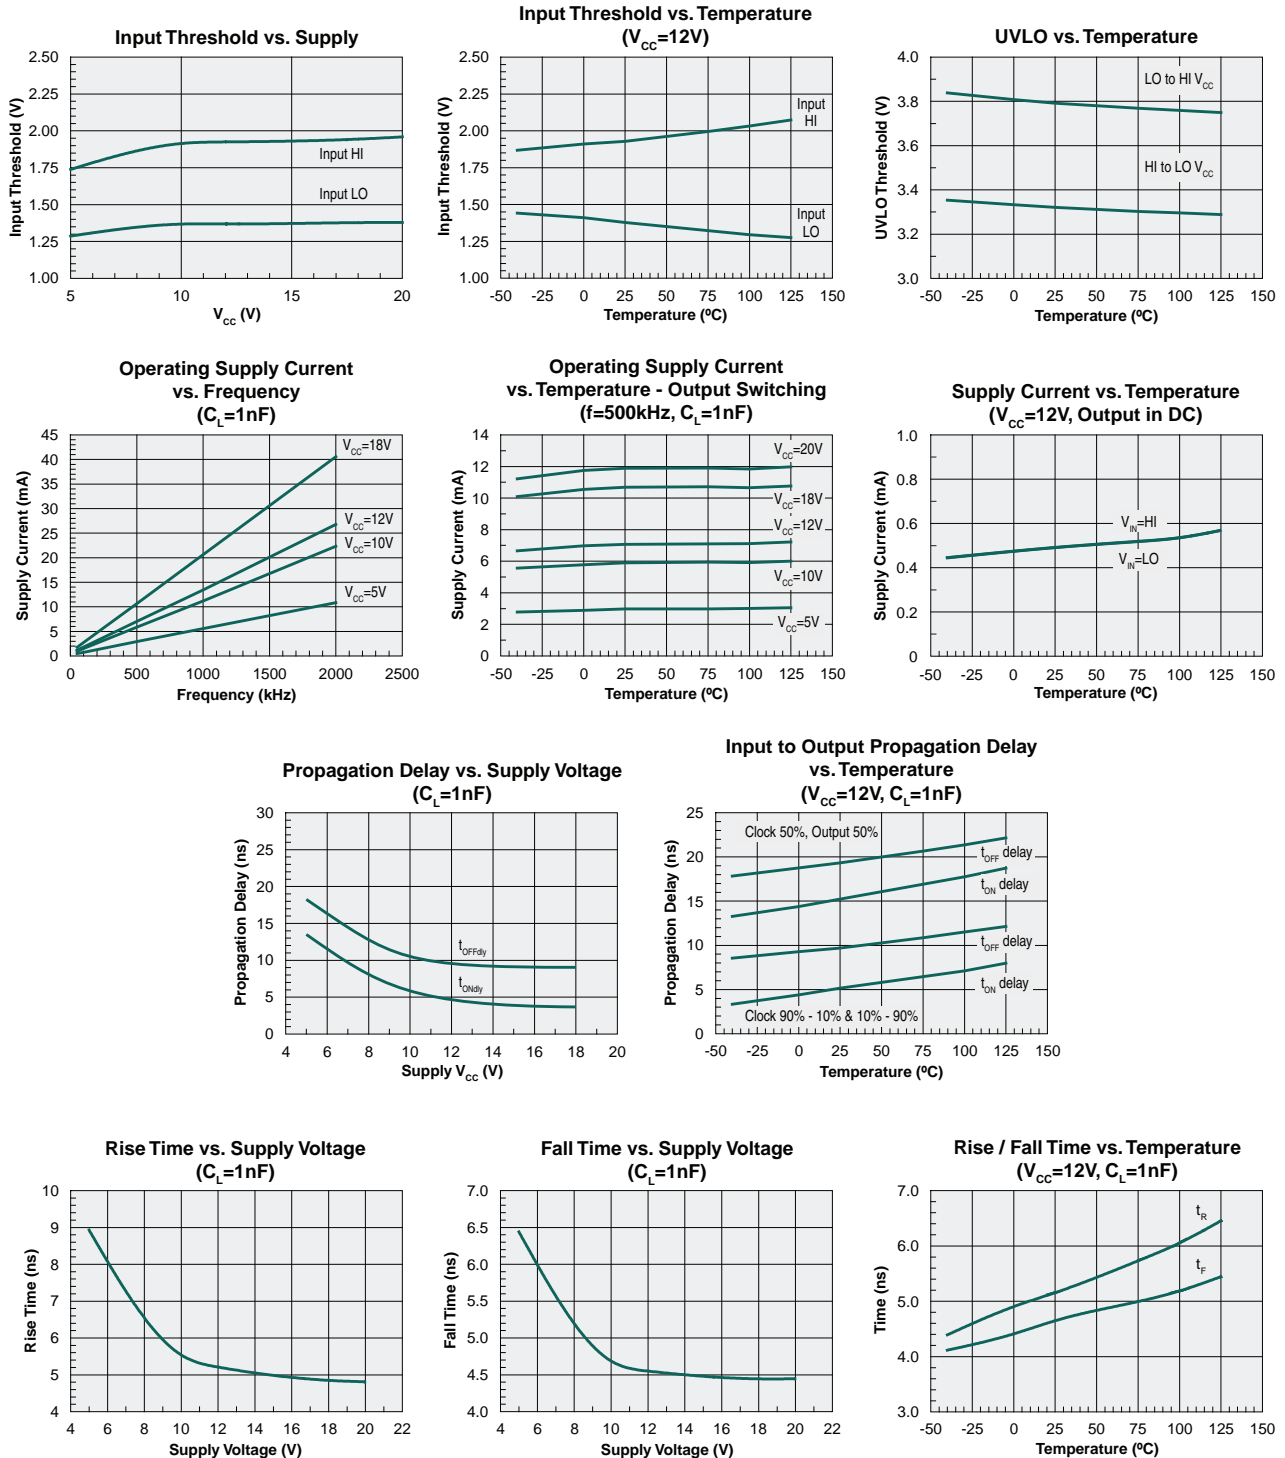 Input Threshold vs. Supply
Input Threshold (V)
2.50
2.25
2.00
1.75
1.50
1.25
1.00
Input HI
Input LO
5 10 15 20
VCC (V)
Input Threshold vs. Temperature
(VCC=12V)
Input Threshold (V)
2.50
2.25
2.00
1.75
1.50
1.25
1.00
Input
HI
Input
LO
-50 -25 0 25 50 75 100 125 150
Temperature (ºC)
UVLO vs. Temperature
UVLO Threshold (V)
4.0
3.8
3.6
3.4
3.2
3.0
LO to HI VCC
HI to LO VCC
-50 -25 0 25 50 75 100 125 150
Temperature (ºC)
Operating Supply Current
vs. Frequency
(CL=1nF)
Supply Current (mA)
45
40
35
30
25
20
15
10
5
0
VCC=18V
VCC=12V
VCC=10V
VCC=5V
0 500 1000 1500 2000 2500
Frequency (kHz)
Operating Supply Current
vs. Temperature - Output Switching
(f=500kHz, CL=1nF)
Supply Current (mA)
14
12
10
8
6
4
2
0
VCC=20V
VCC=18V
VCC=12V
VCC=10V
VCC=5V
-50 -25 0 25 50 75 100 125 150
Temperature (ºC)
Supply Current vs. Temperature
(VCC=12V, Output in DC)
Supply Current (mA)
1.0
0.8
0.6
0.4
0.2
0
VIN=HI
VIN=LO
-50 -25 0 25 50 75 100 125 150
Temperature (ºC)
Propagation Delay vs. Supply Voltage
(CL=1nF)
Propagation Delay (ns)
30
25
20
15
10
5
0
tOFFdly
tONdly
4 6 8 10 12 14 16 18 20
Supply VCC (V)
Input to Output Propagation Delay
vs. Temperature
(VCC=12V, CL=1nF)
Propagation Delay (ns)
25
20
15
10
5
0
Clock 50%, Output 50%
tOFF delay
tON delay
tOFF delay
tON delay
Clock 90% - 10% & 10% - 90%
-50 -25 0 25 50 75 100 125 150
Temperature (ºC)
Rise Time vs. Supply Voltage
(CL=1nF)
Rise Time (ns)
10
9
8
7
6
5
4
4 6 8 10 12 14 16 18 20 22
Supply Voltage (V)
Fall Time vs. Supply Voltage
(CL=1nF)
Fall Time (ns)
7.0
6.5
6.0
5.5
5.0
4.5
4.0
4 6 8 10 12 14 16 18 20 22
Supply Voltage (V)
Rise / Fall Time vs. Temperature
(VCC=12V, CL=1nF)
Time (ns)
7.0
6.0
5.0
4.0
3.0
tR
tF
-50 -25 0 25 50 75 100 125 150
Temperature (ºC)